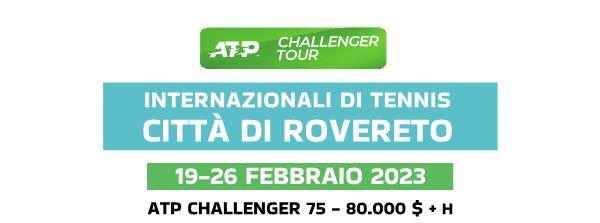 ATP CHALLENGER
TOUR
INTERNAZIONALI DI TENNIS
CITTÀ DI ROVERETO
19-26 FEBBRAIO 2023
ATP CHALLENGER 75 - 80.000 $ + H